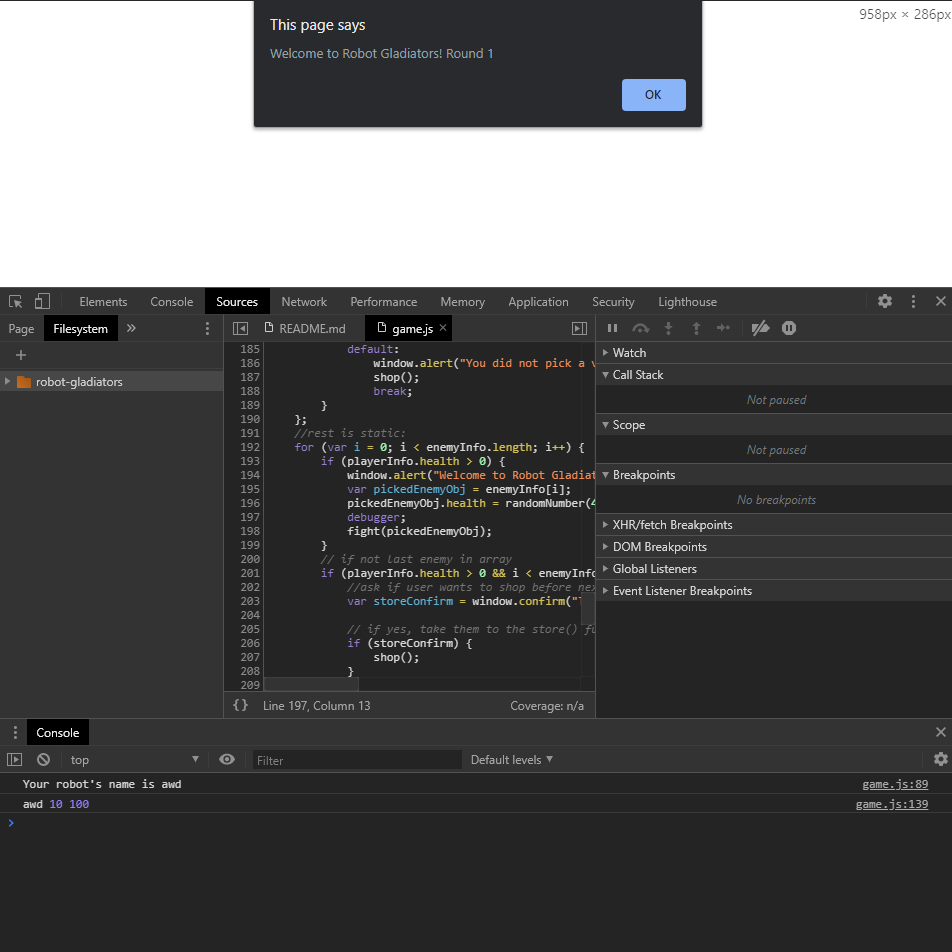 This page says
958px × 286px
Welcome to Robot Gladiators! Round 1
OK
Elements Console Sources Network Performance Memory Application Security Lighthouse
Page Filesystem »
README.md game.js ×
+
robot-gladiators
185 default:
186 window.alert("You did not pick a v
187 shop();
188 break;
189 }
190 };
191 //rest is static:
192 for (var i = 0; i < enemyInfo.length; i++) {
193 if (playerInfo.health > 0) {
194 window.alert("Welcome to Robot Gladiat
195 var pickedEnemyObj = enemyInfo[i];
196 pickedEnemyObj.health = randomNumber(4
197 debugger;
198 fight(pickedEnemyObj);
199 }
200 // if not last enemy in array
201 if (playerInfo.health > 0 && i < enemyInfo
202 //ask if user wants to shop before nex
203 var storeConfirm = window.confirm("T
204
205 // if yes, take them to the store() fu
206 if (storeConfirm) {
207 shop();
208 }
209
{} Line 197, Column 13 Coverage: n/a
Watch
Call Stack
Not paused
Scope
Not paused
Breakpoints
No breakpoints
XHR/fetch Breakpoints
DOM Breakpoints
Global Listeners
Event Listener Breakpoints
Console
top Filter Default levels
Your robot's name is awd game.js:89
awd 10 100 game.js:139